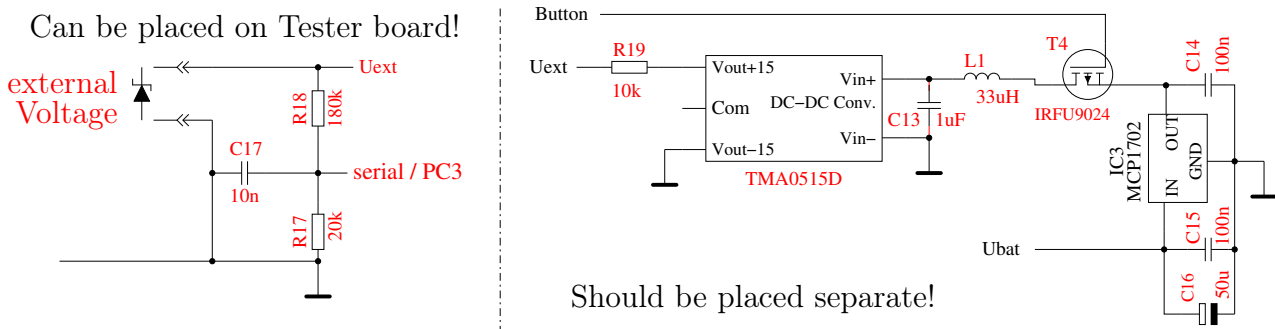 Can be placed on Tester board!
external
Voltage
Uext
R18
180k
C17
10n
serial / PC3
R17
20k
Button
Uext
R19
10k
Vout+15
Com
Vout−15
Vin+
DC−DC Conv.
Vin−
TMA0515D
C13
1uF
L1
33uH
T4
IRFU9024
C14
100n
IC3
MCP1702
OUT
GND
IN
Ubat
C15
100n
C16
50u
Should be placed separate!